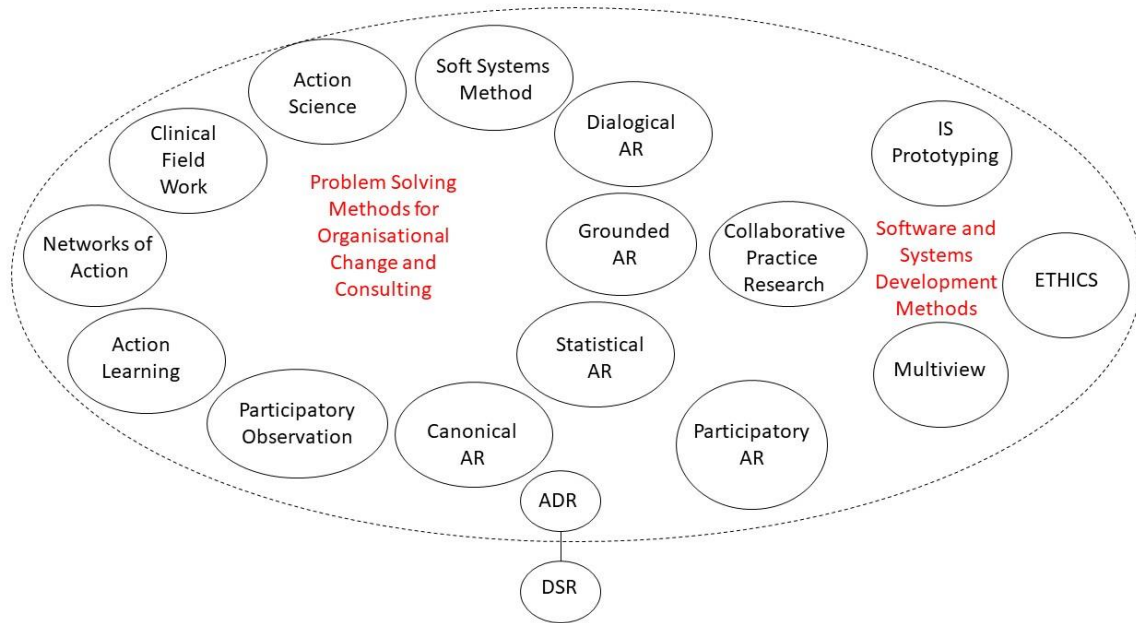 Soft Systems
Method
Action
Science
Dialogical
AR
IS
Prototyping
Clinical
Field
Work
Problem Solving
Methods for
Organisational
Change and
Consulting
Networks of
Action
Grounded
AR
Collaborative
Practice
Research
Software and
Systems
Development
Methods
ETHICS
Action
Learning
Statistical
AR
Multiview
Participatory
Observation
Canonical
AR
Participatory
AR
ADR
DSR